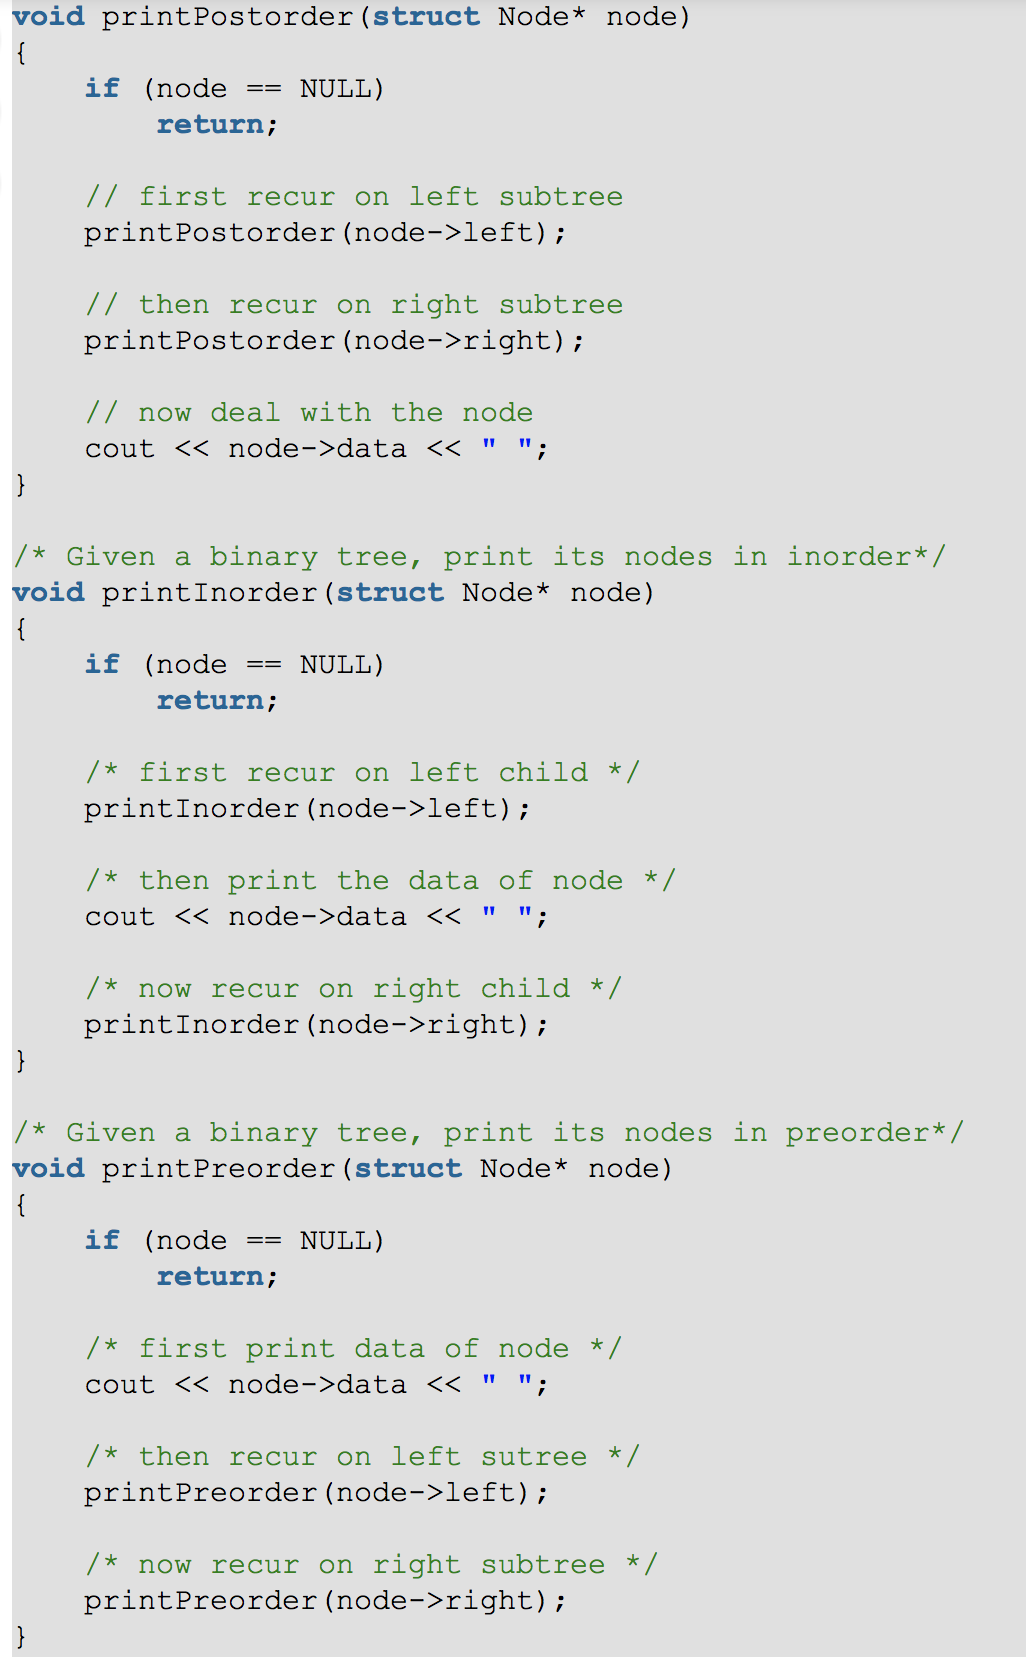 void printPostorder(struct Node* node)
{
    if (node == NULL)
        return;

    // first recur on left subtree
    printPostorder(node->left);

    // then recur on right subtree
    printPostorder(node->right);

    // now deal with the node
    cout << node->data << " ";
}

/* Given a binary tree, print its nodes in inorder*/
void printInorder(struct Node* node)
{
    if (node == NULL)
        return;

    /* first recur on left child */
    printInorder(node->left);

    /* then print the data of node */
    cout << node->data << " ";

    /* now recur on right child */
    printInorder(node->right);
}

/* Given a binary tree, print its nodes in preorder*/
void printPreorder(struct Node* node)
{
    if (node == NULL)
        return;

    /* first print data of node */
    cout << node->data << " ";

    /* then recur on left sutree */
    printPreorder(node->left);

    /* now recur on right subtree */
    printPreorder(node->right);
}